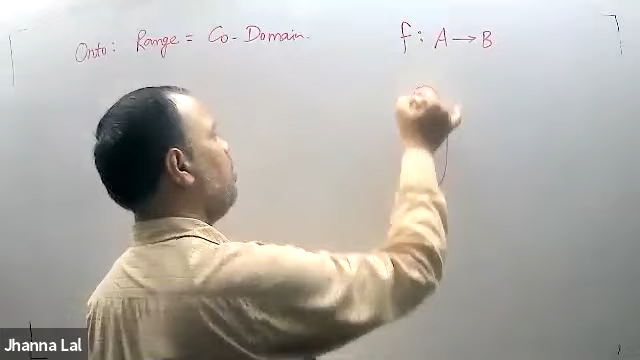 Onto: Range = Co-Domain.
f: A → B
Jhanna Lal